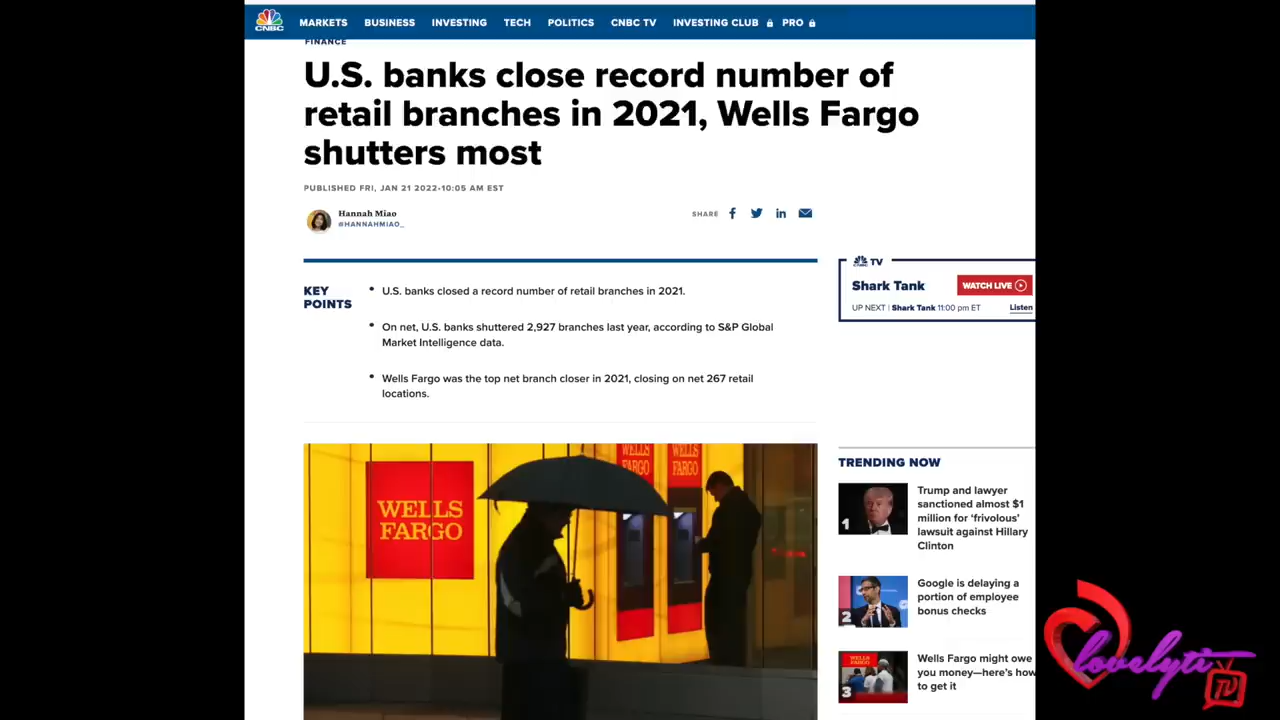 CNBC
MARKETS BUSINESS INVESTING TECH POLITICS CNBC TV INVESTING CLUB PRO
FINANCE
U.S. banks close record number of
retail branches in 2021, Wells Fargo
shutters most
PUBLISHED FRI, JAN 21 2022•10:05 AM EST
Hannah Miao
@HANNAHMIAO_
SHARE
KEY
POINTS
• U.S. banks closed a record number of retail branches in 2021.
• On net, U.S. banks shuttered 2,927 branches last year, according to S&P Global
Market Intelligence data.
• Wells Fargo was the top net branch closer in 2021, closing on net 267 retail
locations.
WELLS
FARGO
WELLS
FARGO
WELLS
FARGO
CNBC TV
Shark Tank
WATCH LIVE
UP NEXT | Shark Tank 11:00 pm ET
Listen
TRENDING NOW
1
Trump and lawyer
sanctioned almost $1
million for ‘frivolous’
lawsuit against Hillary
Clinton
2
Google is delaying a
portion of employee
bonus checks
WELLS FARGO
3
Wells Fargo might owe
you money—here's how
to get it
lovelyti
TV